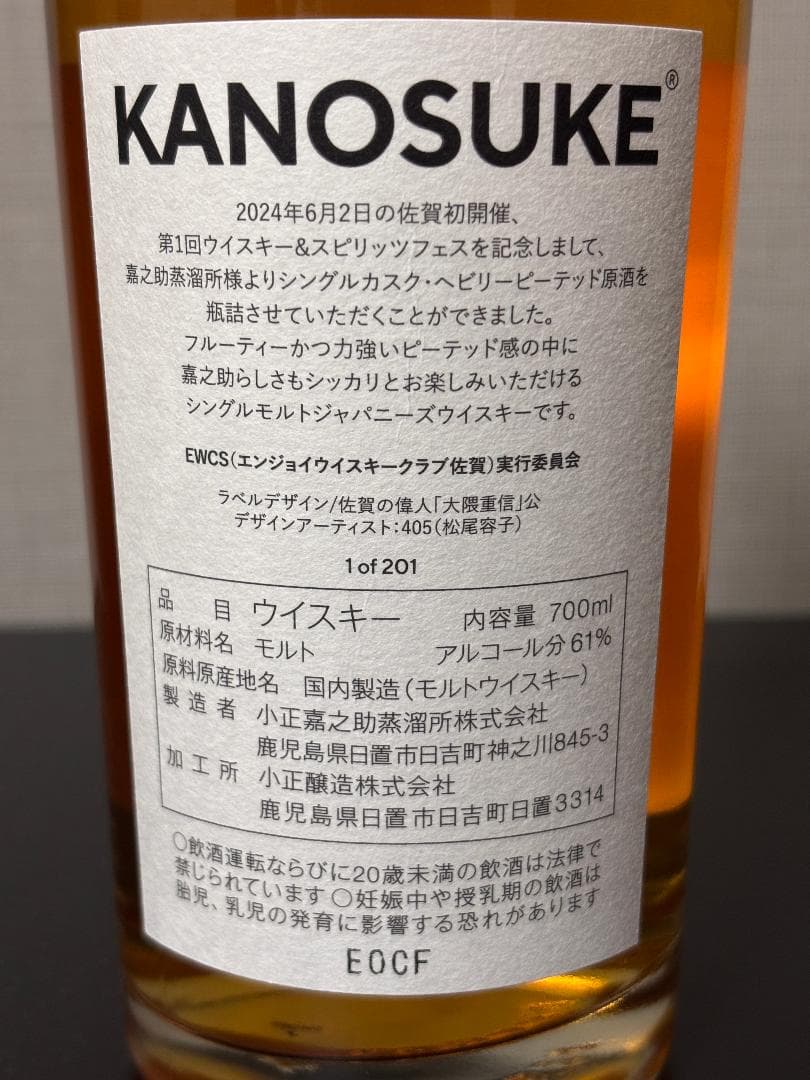 KANOSUKE®
2024年6月2日の佐賀初開催、
第1回ウイスキー&スピリッツフェスを記念しまして、
嘉之助蒸溜所様よりシングルカスク・ヘビリーピーテッド原酒を
瓶詰させていただくことができました。
フルーティーかつ力強いピーテッド感の中に
嘉之助らしさもシッカリとお楽しみいただける
シングルモルトジャパニーズウイスキーです。
EWCS(エンジョイウイスキークラブ佐賀)実行委員会
ラベルデザイン/佐賀の偉人「大隈重信」公
デザインアーティスト:405(松尾容子)
1 of 201
品目 ウイスキー 内容量 700ml
原材料名 モルト アルコール分 61%
原料原産地名 国内製造(モルトウイスキー)
製造者 小正嘉之助蒸溜所株式会社
鹿児島県日置市日吉町神之川845-3
加工所 小正醸造株式会社
鹿児島県日置市日吉町日置3314
○飲酒運転ならびに20歳未満の飲酒は法律で
禁じられています ○妊娠中や授乳期の飲酒は
胎児、乳児の発育に影響する恐れがあります
E0CF